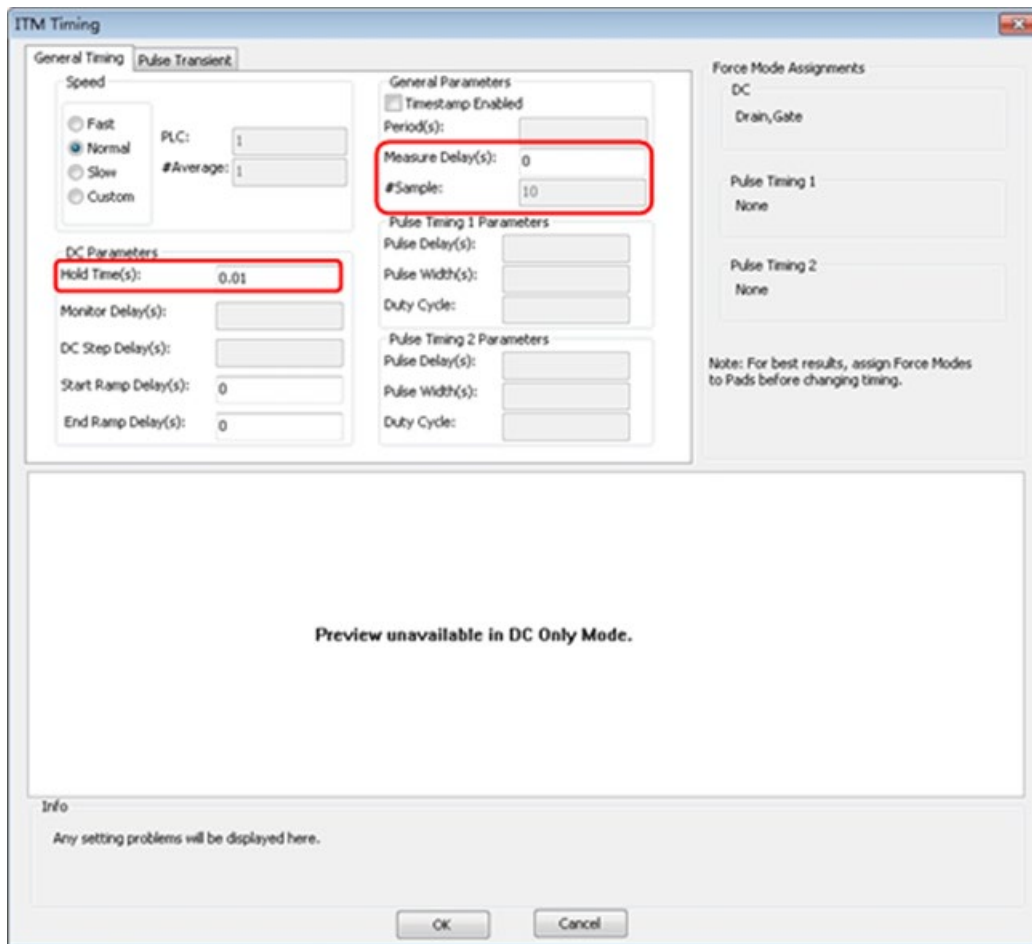 ITM Timing
General Timing
Pulse Transient
Speed
Fast
Normal
Slow
Custom
PLC: 1
#Average: 1
DC Parameters
Hold Time(s): 0.01
Monitor Delay(s):
DC Step Delay(s):
Start Ramp Delay(s): 0
End Ramp Delay(s): 0
General Parameters
Timestamp Enabled
Period(s):
Measure Delay(s): 0
#Sample: 10
Pulse Timing 1 Parameters
Pulse Delay(s):
Pulse Width(s):
Duty Cycle:
Pulse Timing 2 Parameters
Pulse Delay(s):
Pulse Width(s):
Duty Cycle:
Force Mode Assignments
DC
Drain,Gate
Pulse Timing 1
None
Pulse Timing 2
None
Note: For best results, assign Force Modes
to Pads before changing timing.
Preview unavailable in DC Only Mode.
Info
Any setting problems will be displayed here.
OK
Cancel